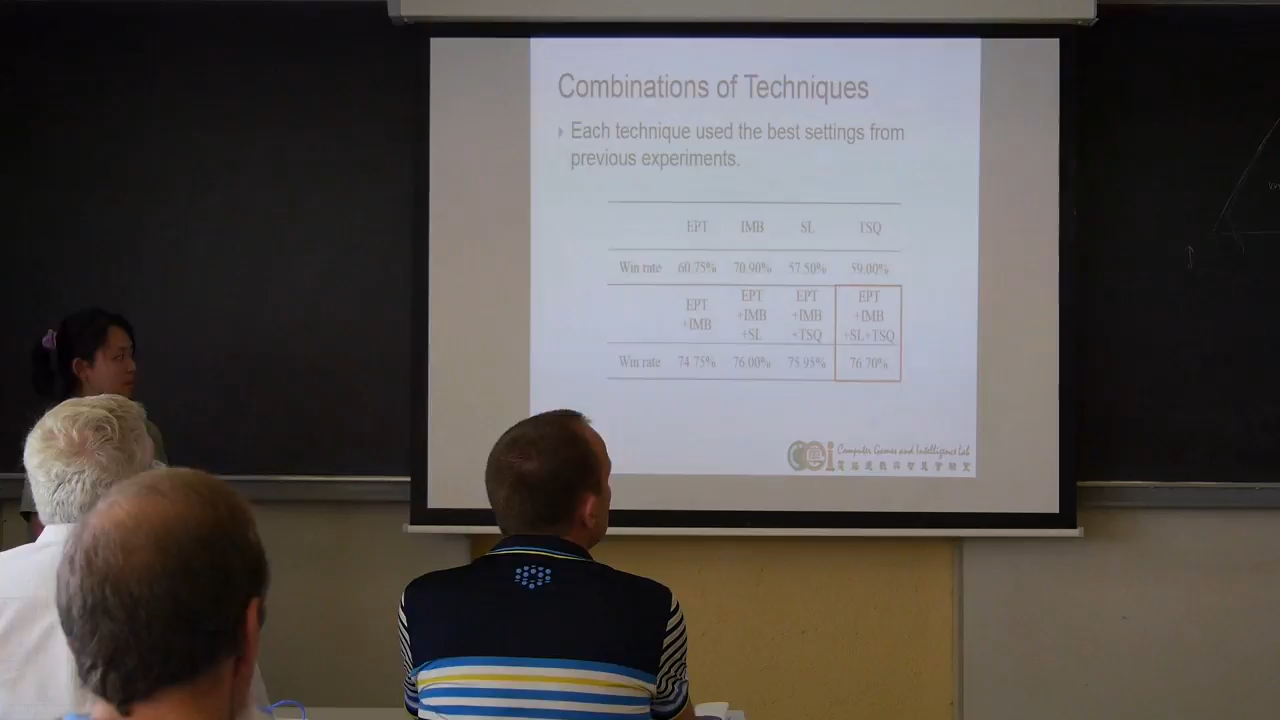 Combinations of Techniques
Each technique used the best settings from
previous experiments.
EPT IMB SL TSQ
Win rate 60.75% 70.90% 57.50% 59.00%
EPT EPT EPT EPT
+IMB +IMB +IMB +IMB
+SL +TSQ +SL+TSQ
Win rate 74.75% 76.00% 75.95% 76.70%
Computer Games and Intelligence Lab